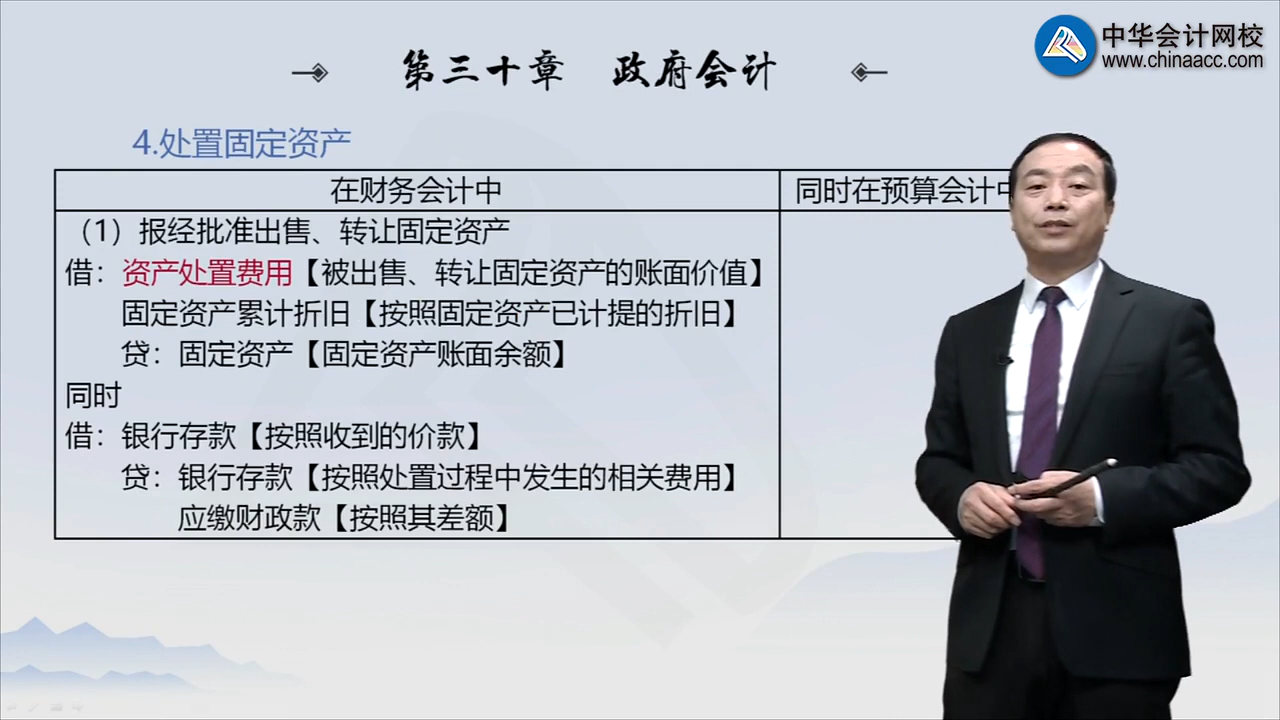 中华会计网校
www.chinaacc.com
第三十章 政府会计
4.处置固定资产
在财务会计中
同时在预算会计中
（1）报经批准出售、转让固定资产
借：资产处置费用【被出售、转让固定资产的账面价值】
固定资产累计折旧【按照固定资产已计提的折旧】
贷：固定资产【固定资产账面余额】
同时
借：银行存款【按照收到的价款】
贷：银行存款【按照处置过程中发生的相关费用】
应缴财政款【按照其差额】